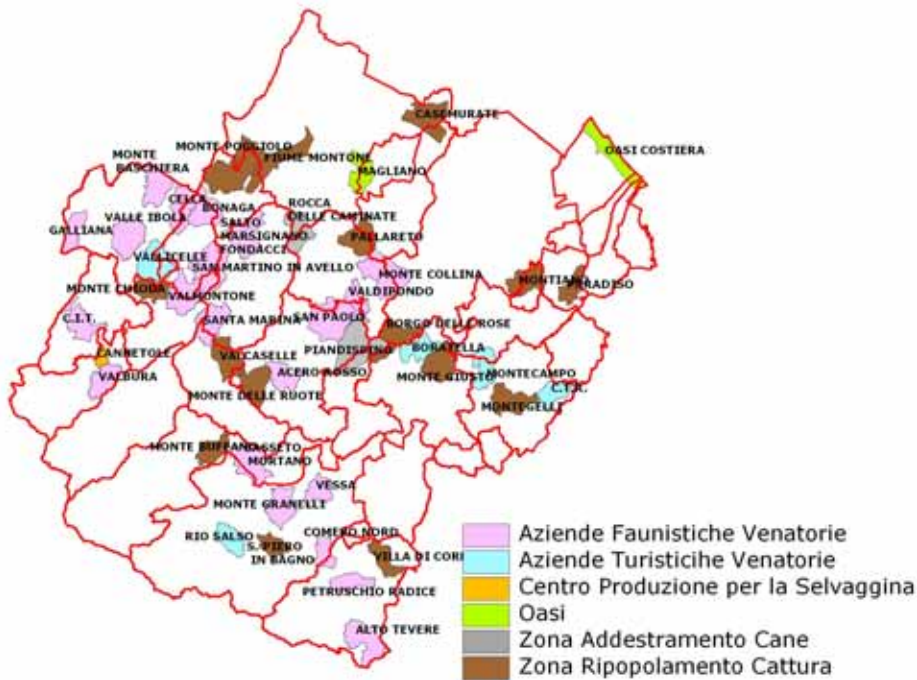 CASEMURATE
OASI COSTIERA
MONTE POGGIOLO
FIUME MONTONE
MONTE
BASCHIERA
MAGLIANO
CELLA
BONAGA
ROCCA
DELLE CAMINATE
VALLE IBOLA
SALTO
GALLIANA
MARSIGNANO
PALLARETO
FONDACCI
VALLICELLE
SAN MARTINO IN AVELLO
MONTE COLLINA
MONTIANO
PARADISO
MONTE CHIODA
VALMONTONE
VALDIPONDO
C.I.T.
SANTA MARINA
SAN PAOLO
BORGO DELLE ROSE
CANNETOLE
VALCASELLE
PIANDISPINO
BORATELLA
VALBURA
ACERO ROSSO
MONTE GIUSTO
MONTECAMPO
MONTE DELLE RUOTE
C.T.R.
MONTEGELLI
MONTE BUFFANO
MORTANO
VESSA
MONTE GRANELLI
RIO SALSO
COMERO NORD
S. PIERO
IN BAGNO
VILLA DI CORI
PETRUSCHIO RADICE
ALTO TEVERE
Aziende Faunistiche Venatorie
Aziende Turisticihe Venatorie
Centro Produzione per la Selvaggina
Oasi
Zona Addestramento Cane
Zona Ripopolamento Cattura